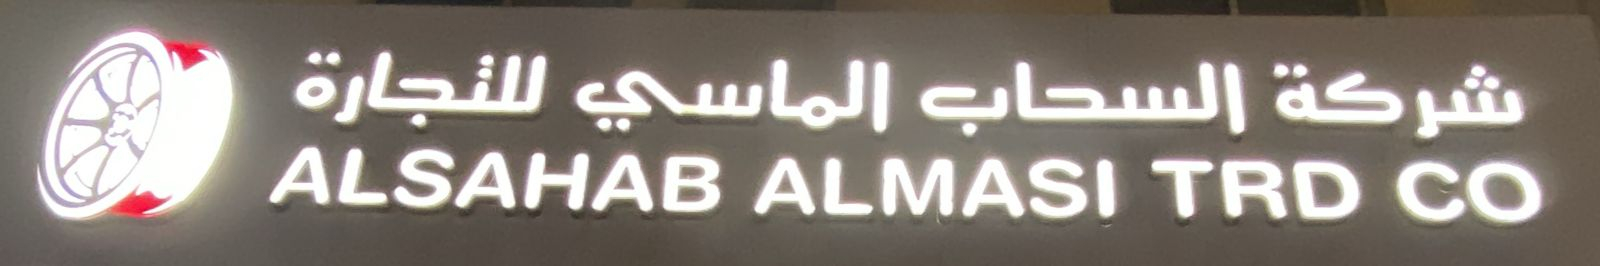 شركة السحاب الماسي للتجارة
ALSAHAB ALMASI TRD CO